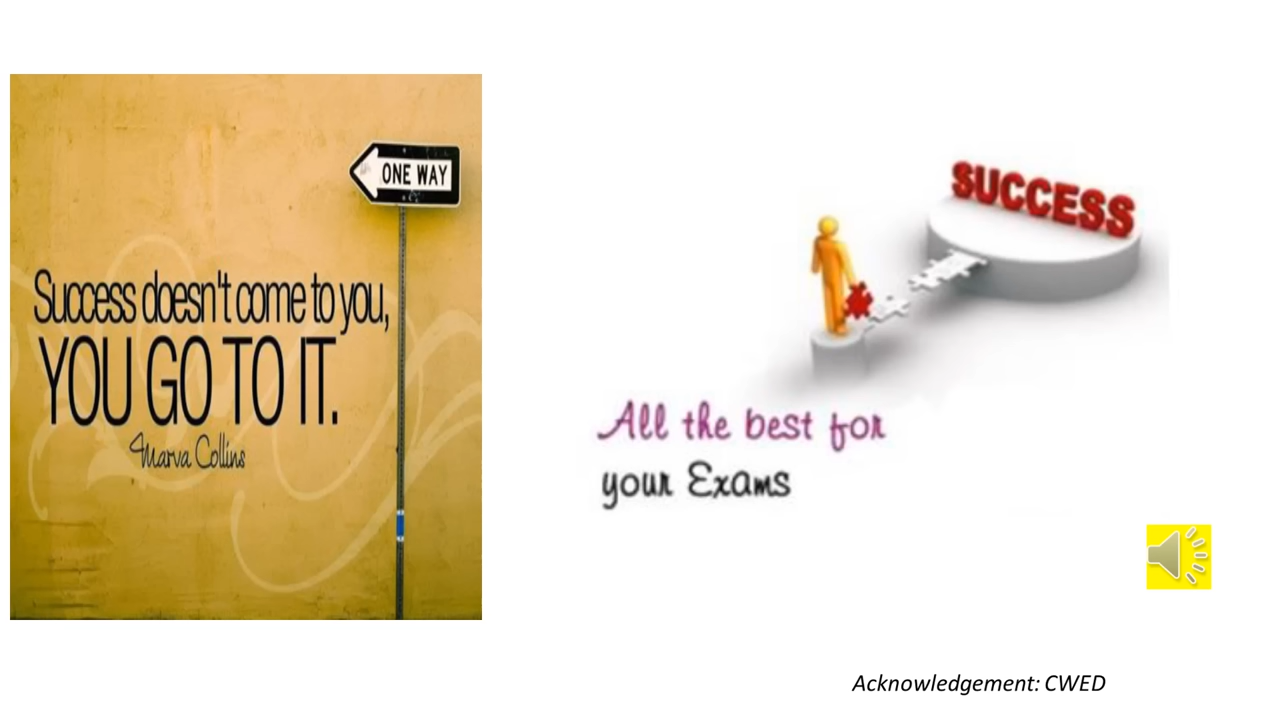 ONE WAY
Success doesn't come to you,
YOU GO TO IT.
Marva Collins
SUCCESS
All the best for
your Exams
Acknowledgement: CWED